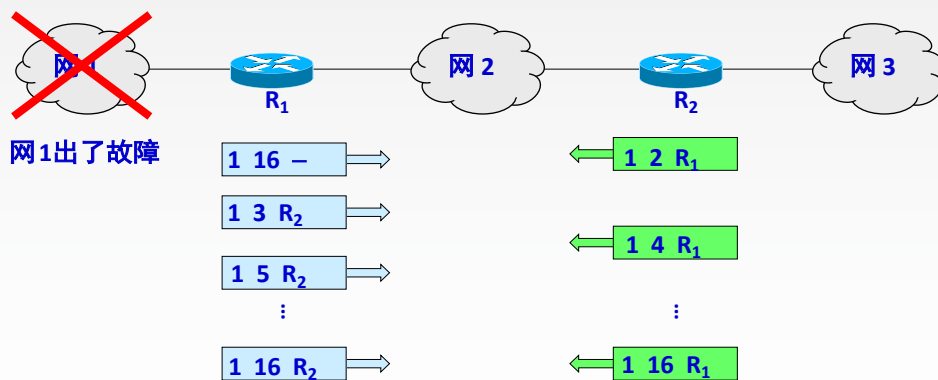 网 1
网 2
网 3
R₁
R₂
网1出了故障
1 16 −
1 2 R₁
1 3 R₂
1 4 R₁
1 5 R₂
⋮
⋮
1 16 R₂
1 16 R₁